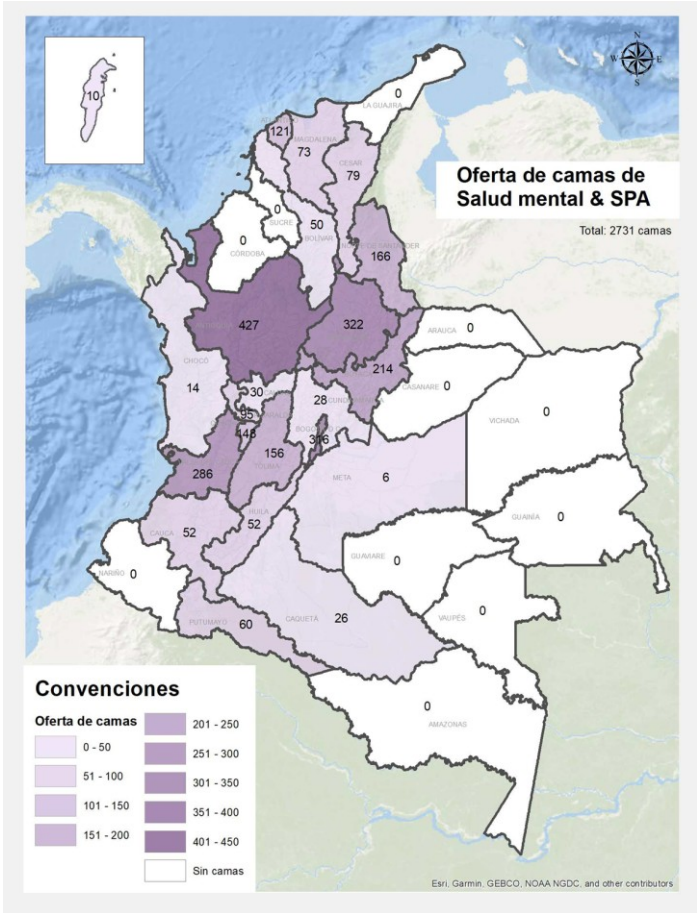 N
W E
S
10
0
LA GUAJIRA
121
MAGDALENA
73
CESAR
79
Oferta de camas de
Salud mental & SPA
Total: 2731 camas
0
SUCRE
50
BOLÍVAR
0
CÓRDOBA
166
427
322
ARAUCA 0
214
CHOCÓ
14
30
28
CASANARE
0
VICHADA
0
95
148
156
TOLIMA
316
286
META
6
HUILA
52
CAUCA
52
GUAINÍA 0
GUAVIARE
0
NARIÑO 0
VAUPÉS 0
PUTUMAYO 60
CAQUETÁ 26
0
AMAZONAS
Convenciones
Oferta de camas
0 - 50
51 - 100
101 - 150
151 - 200
201 - 250
251 - 300
301 - 350
351 - 400
401 - 450
Sin camas
Esri, Garmin, GEBCO, NOAA NGDC, and other contributors